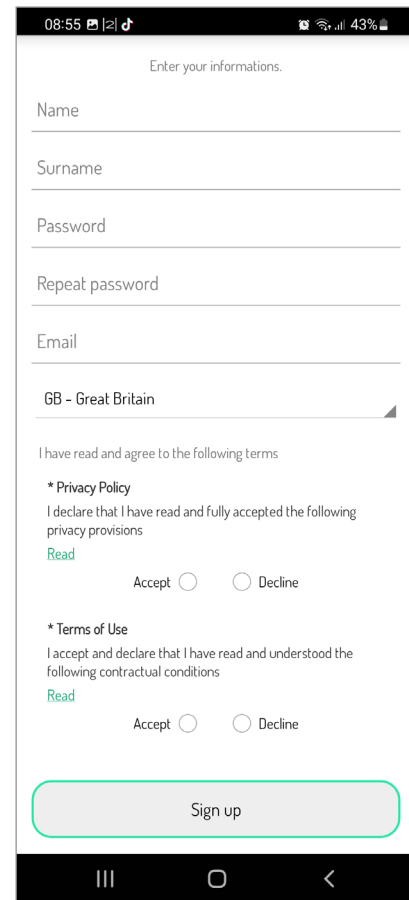 08:55 |2| 43%
Enter your informations.
Name
Surname
Password
Repeat password
Email
GB - Great Britain
I have read and agree to the following terms
* Privacy Policy
I declare that I have read and fully accepted the following
privacy provisions
Read
Accept Decline
* Terms of Use
I accept and declare that I have read and understood the
following contractual conditions
Read
Accept Decline
Sign up